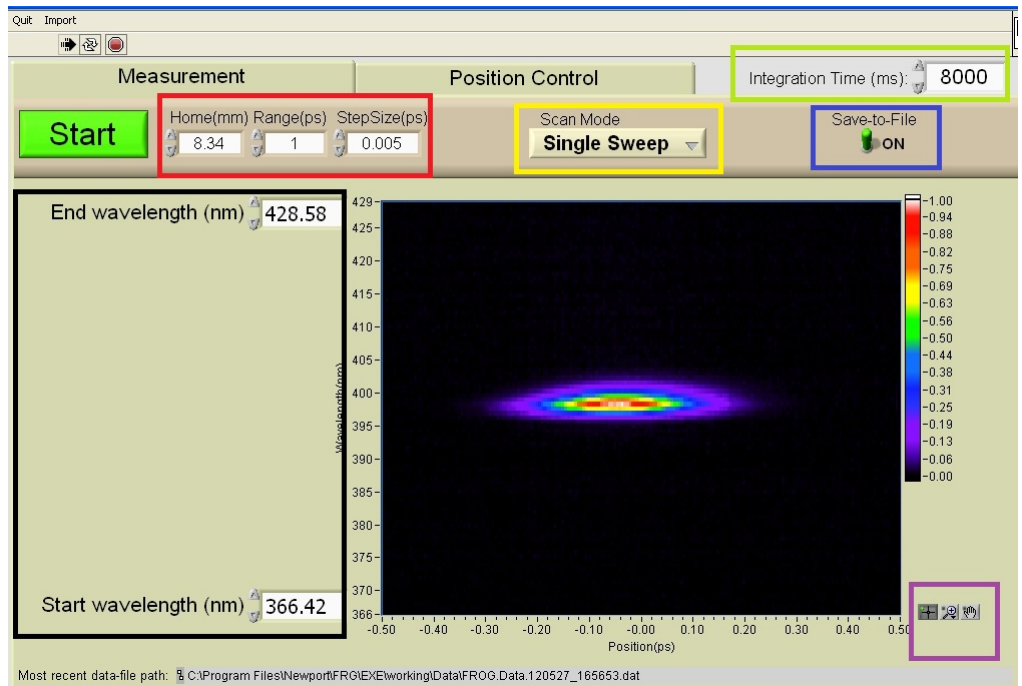 Quit Import
Measurement
Position Control
Integration Time (ms): 8000
Start
Home(mm) Range(ps) StepSize(ps)
8.34 1 0.005
Scan Mode
Single Sweep
Save-to-File
ON
End wavelength (nm) 428.58
Start wavelength (nm) 366.42
Wavelength(nm)
429
425
420
415
410
405
400
395
390
385
380
375
370
366
-0.50 -0.40 -0.30 -0.20 -0.10 -0.00 0.10 0.20 0.30 0.40 0.50
Position(ps)
1.00
0.94
0.88
0.82
0.75
0.69
0.63
0.56
0.50
0.44
0.38
0.31
0.25
0.19
0.13
0.06
0.00
Most recent data-file path: C:\Program Files\Newport\FRG\EXE\working\Data\FROG.Data.120527_165653.dat